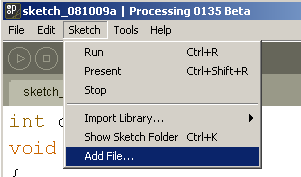 sketch_081009a | Processing 0135 Beta
File Edit Sketch Tools Help
Run Ctrl+R
Present Ctrl+Shift+R
Stop
sketch_
Import Library...
int
Show Sketch Folder Ctrl+K
void
Add File...
{